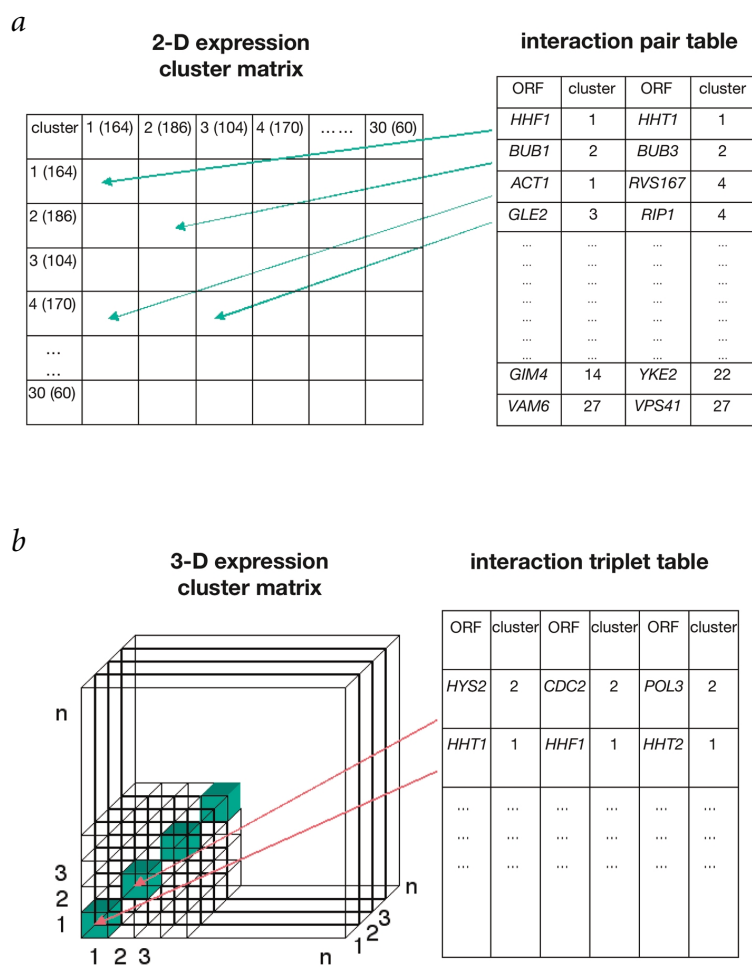 a
2-D expression
cluster matrix
cluster 1 (164) 2 (186) 3 (104) 4 (170) ...... 30 (60)
1 (164)
2 (186)
3 (104)
4 (170)
...
...
30 (60)
interaction pair table
ORF cluster ORF cluster
HHF1 1 HHT1 1
BUB1 2 BUB3 2
ACT1 1 RVS167 4
GLE2 3 RIP1 4
... ... ... ...
... ... ... ...
... ... ... ...
... ... ... ...
... ... ... ...
... ... ... ...
... ... ... ...
GIM4 14 YKE2 22
VAM6 27 VPS41 27
b
3-D expression
cluster matrix
n
3
2
1
1 2 3 n
1
2
3
n
interaction triplet table
ORF cluster ORF cluster ORF cluster
HYS2 2 CDC2 2 POL3 2
HHT1 1 HHF1 1 HHT2 1
... ... ... ... ... ...
... ... ... ... ... ...
... ... ... ... ... ...